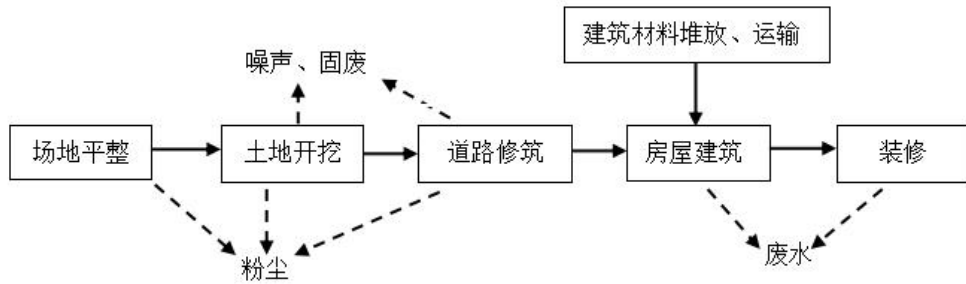 建筑材料堆放、运输
噪声、固废
场地平整
土地开挖
道路修筑
房屋建筑
装修
粉尘
废水